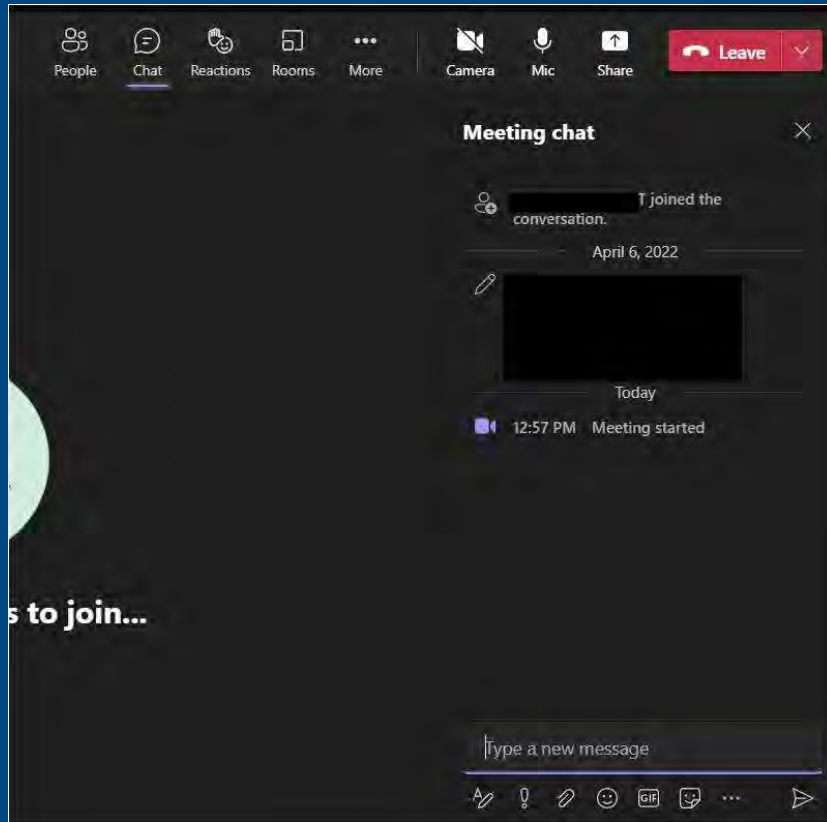 People Chat Reactions Rooms More Camera Mic Share Leave
Meeting chat
T joined the
conversation.
April 6, 2022
Today
12:57 PM Meeting started
s to join...
Type a new message
GIF